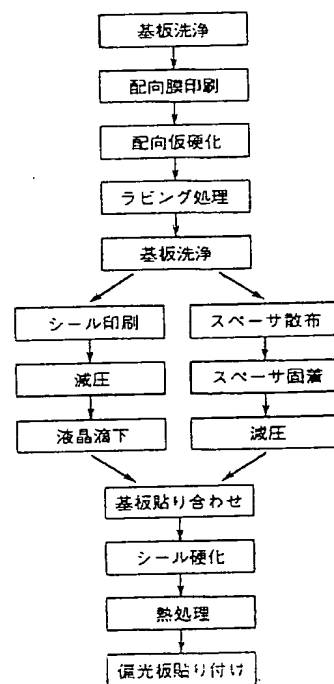 基板洗浄
配向膜印刷
配向仮硬化
ラビング処理
基板洗浄
シール印刷
スペーサ散布
減圧
スペーサ固着
液晶滴下
減圧
基板貼り合わせ
シール硬化
熱処理
偏光板貼り付け